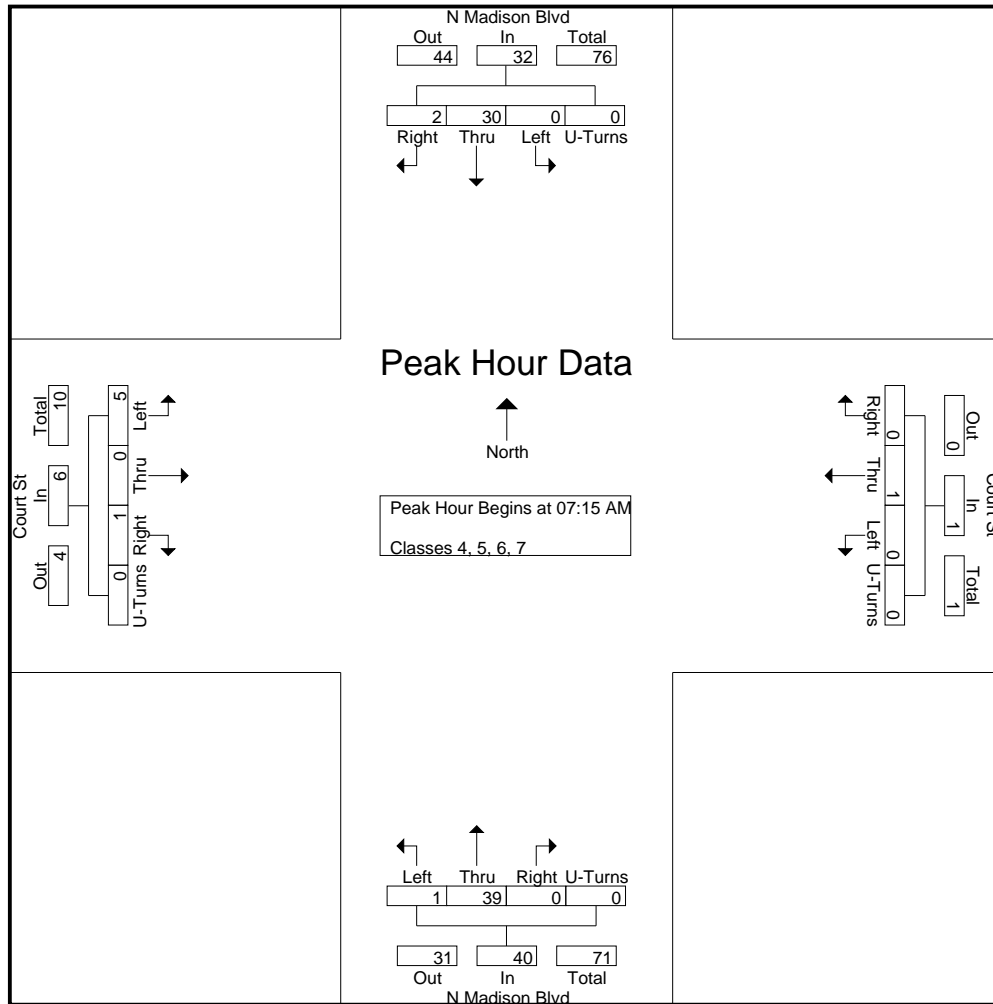 N Madison Blvd
Out In Total
44 32 76
2 30 0 0
Right Thru Left U-Turns
Peak Hour Data
North
Peak Hour Begins at 07:15 AM
Classes 4, 5, 6, 7
Court St
Total In Out
10 6 4
5 0 1 0
Left Thru Right U-Turns
Court St
Out In Total
0 1 1
0 1 0 0
Right Thru Left U-Turns
Left Thru Right U-Turns
1 39 0 0
31 40 71
Out In Total
N Madison Blvd